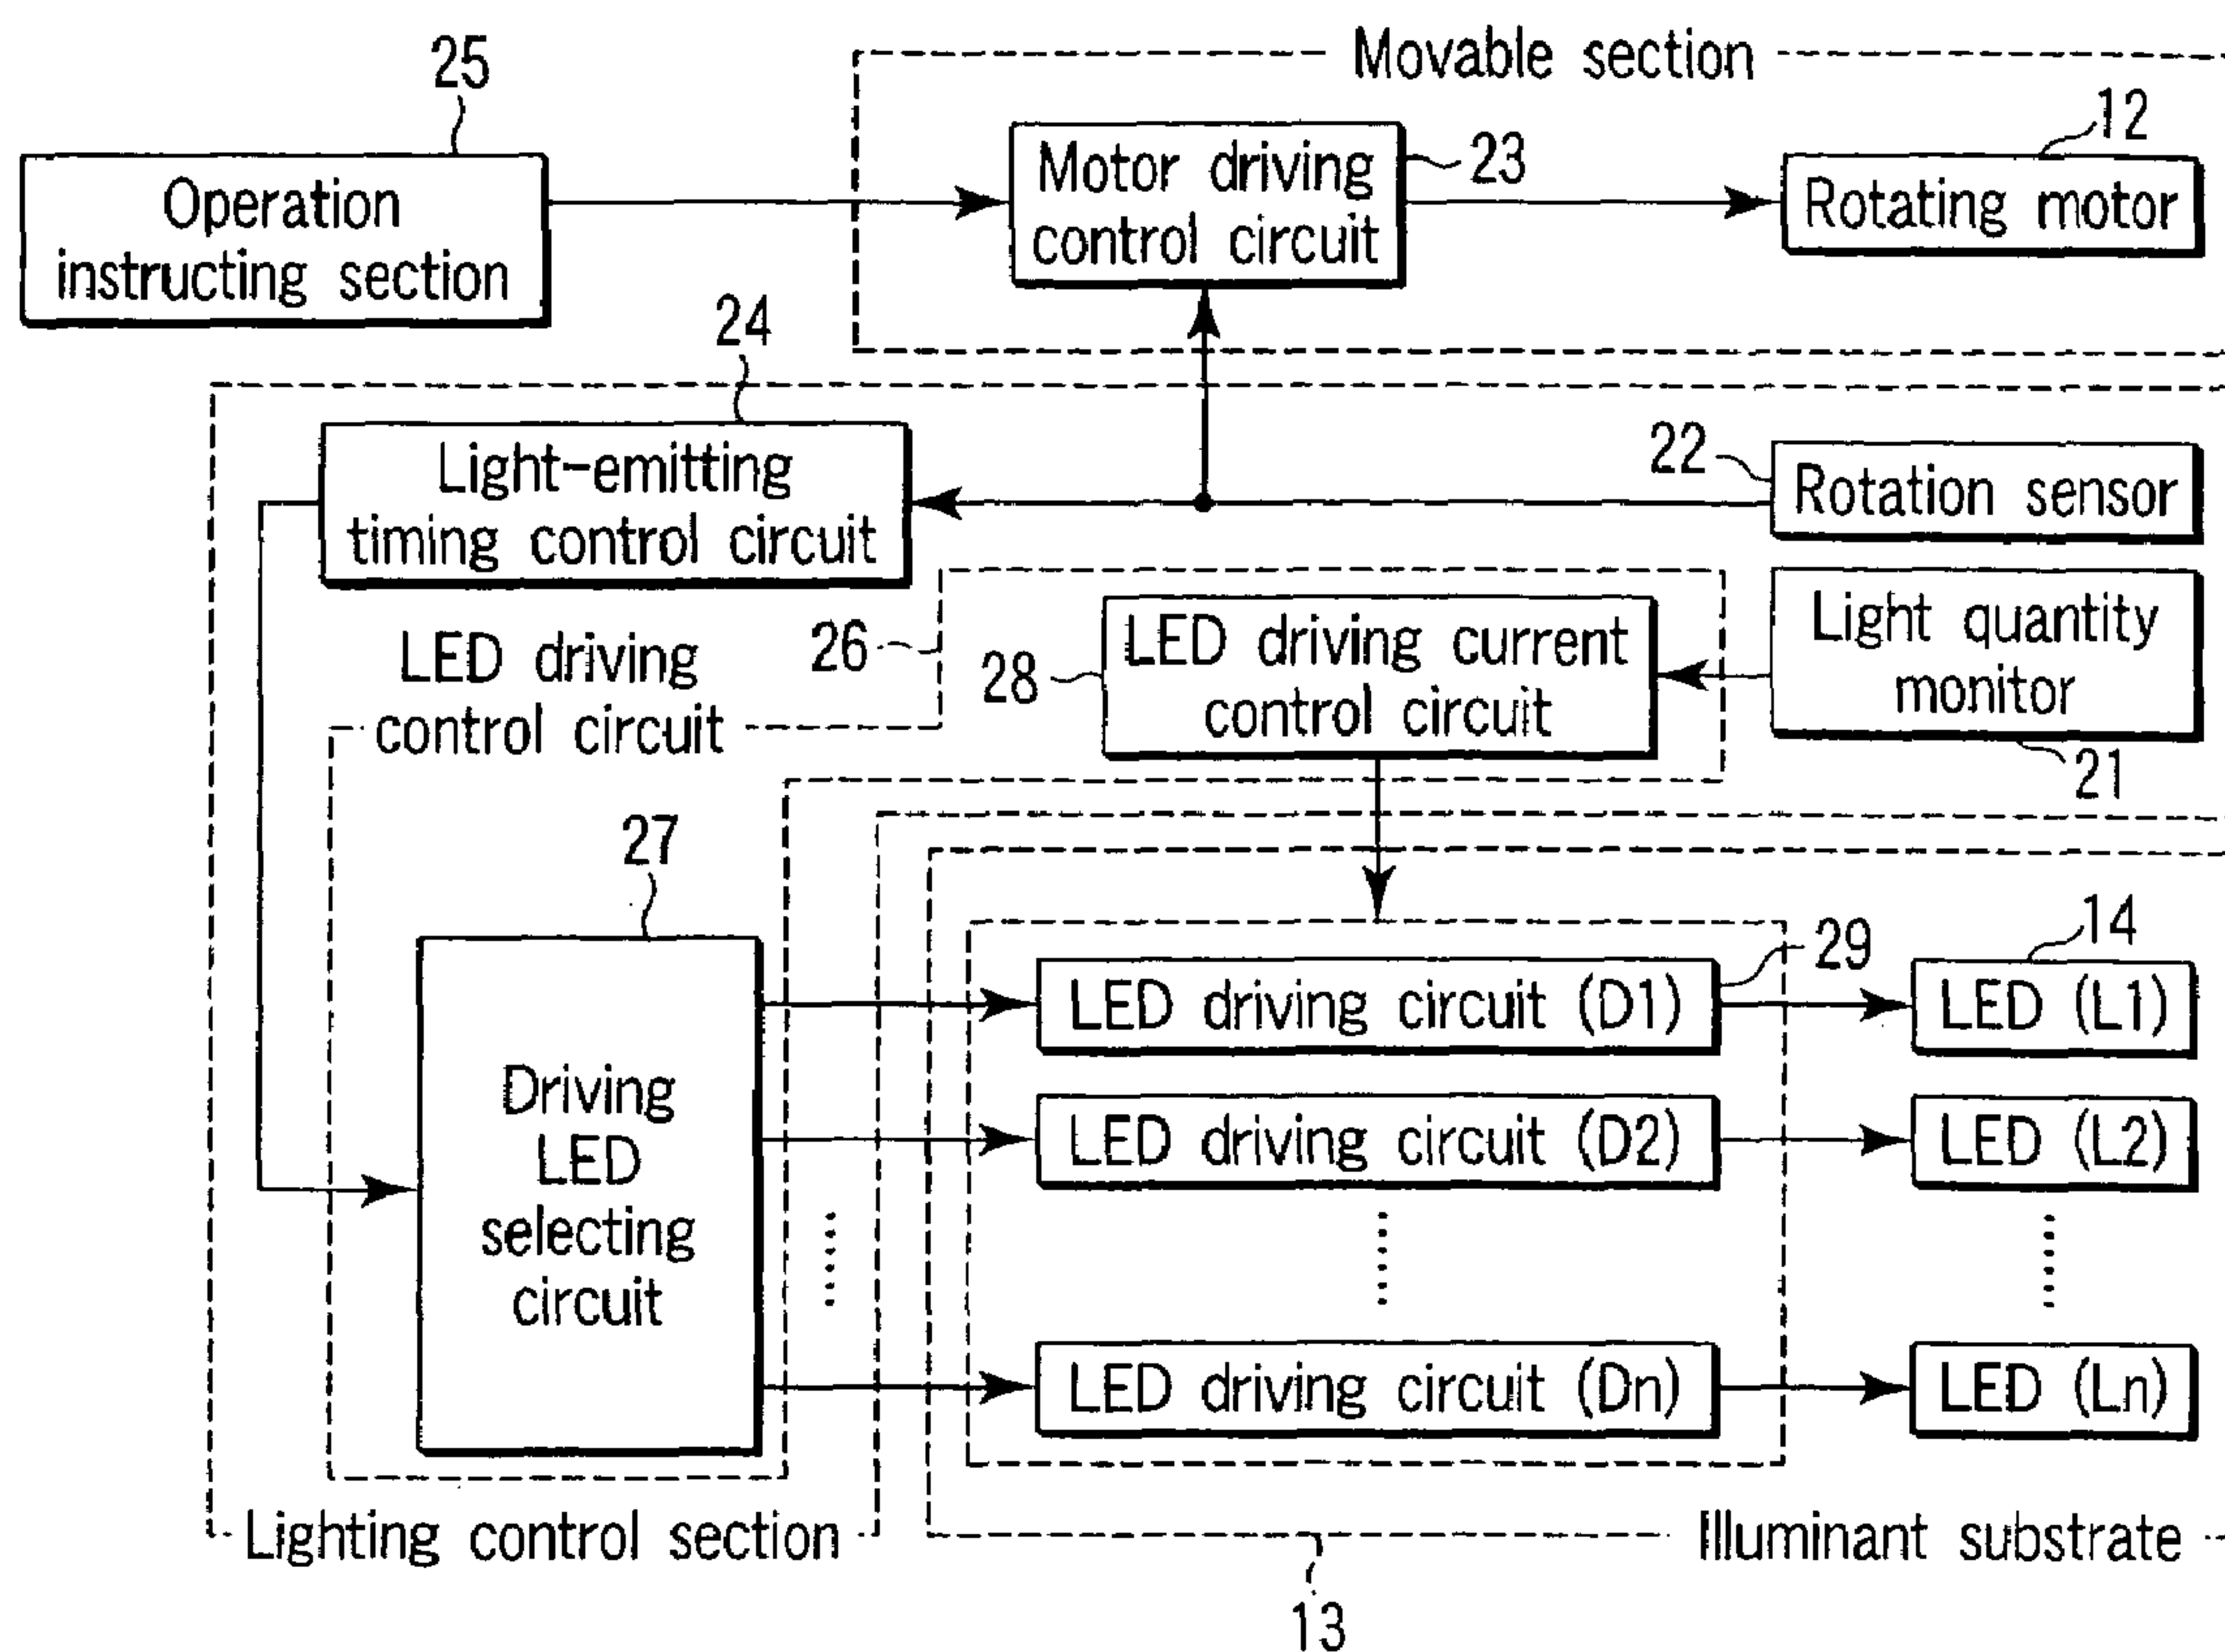 Movable section
25
12
Operation
instructing section
Motor driving
control circuit
23
Rotating motor
24
Light-emitting
timing control circuit
22
Rotation sensor
LED driving
control circuit
26
28
LED driving current
control circuit
Light quantity
monitor
21
27
Driving
LED
selecting
circuit
29
14
LED driving circuit (D1)
LED (L1)
LED driving circuit (D2)
LED (L2)
LED driving circuit (Dn)
LED (Ln)
Lighting control section
Illuminant substrate
13